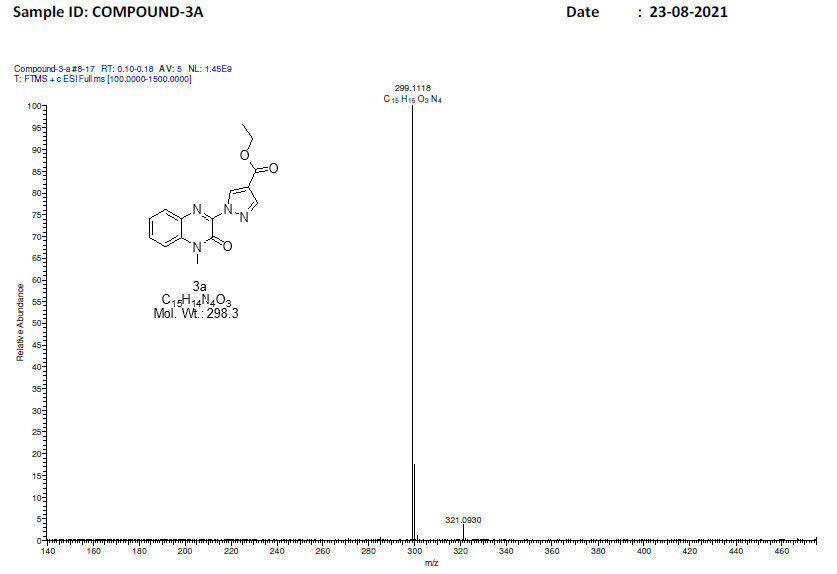 Sample ID: COMPOUND-3A Date : 23-08-2021
Compound-3-a #8-17 RT: 0.10-0.18 AV: 5 NL: 1.45E9
T: FTMS + c ESI Full ms [100.0000-1500.0000]
299.1118
C 15 H 15 O 3 N 4
100
95
90
85
80
75
70
65
60
55
50
45
40
35
30
25
20
15
10
5
0
Relative Abundance
O
O
N
N
N
N
O
3a
C15H14N4O3
Mol. Wt.: 298.3
321.0930
140 160 180 200 220 240 260 280 300 320 340 360 380 400 420 440 460
m/z